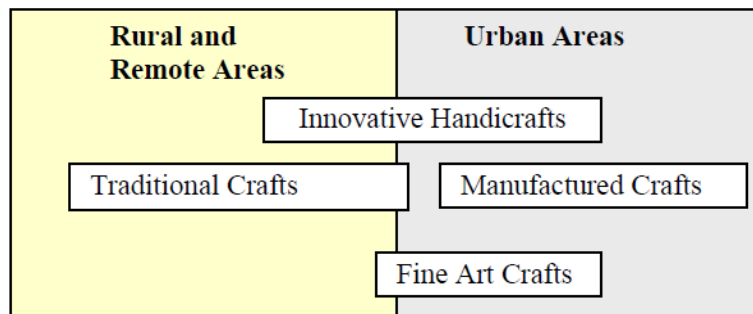 Rural and
Remote Areas
Urban Areas
Innovative Handicrafts
Traditional Crafts
Manufactured Crafts
Fine Art Crafts